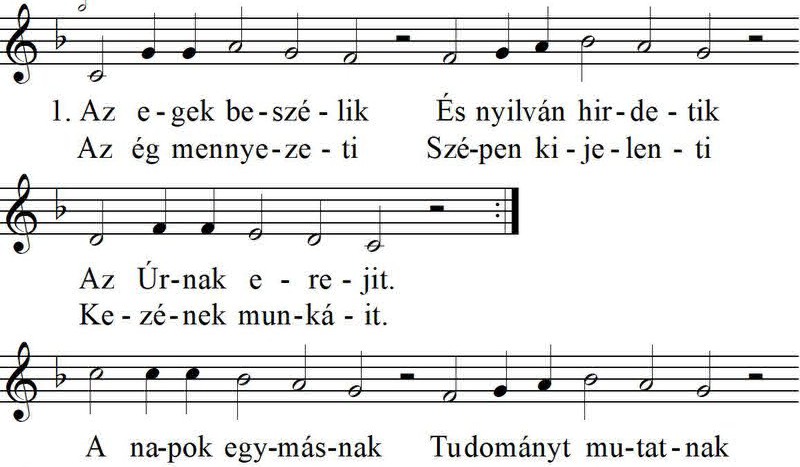 1. Az e-gek be-szé-lik És nyilván hir-de-tik
Az ég mennye-ze-ti Szé-pen ki-je-len-ti
Az Úr-nak e-re-jit.
Ke-zé-nek mun-ká-it.
A na-pok egy-más-nak Tudományt mu-tat-nak